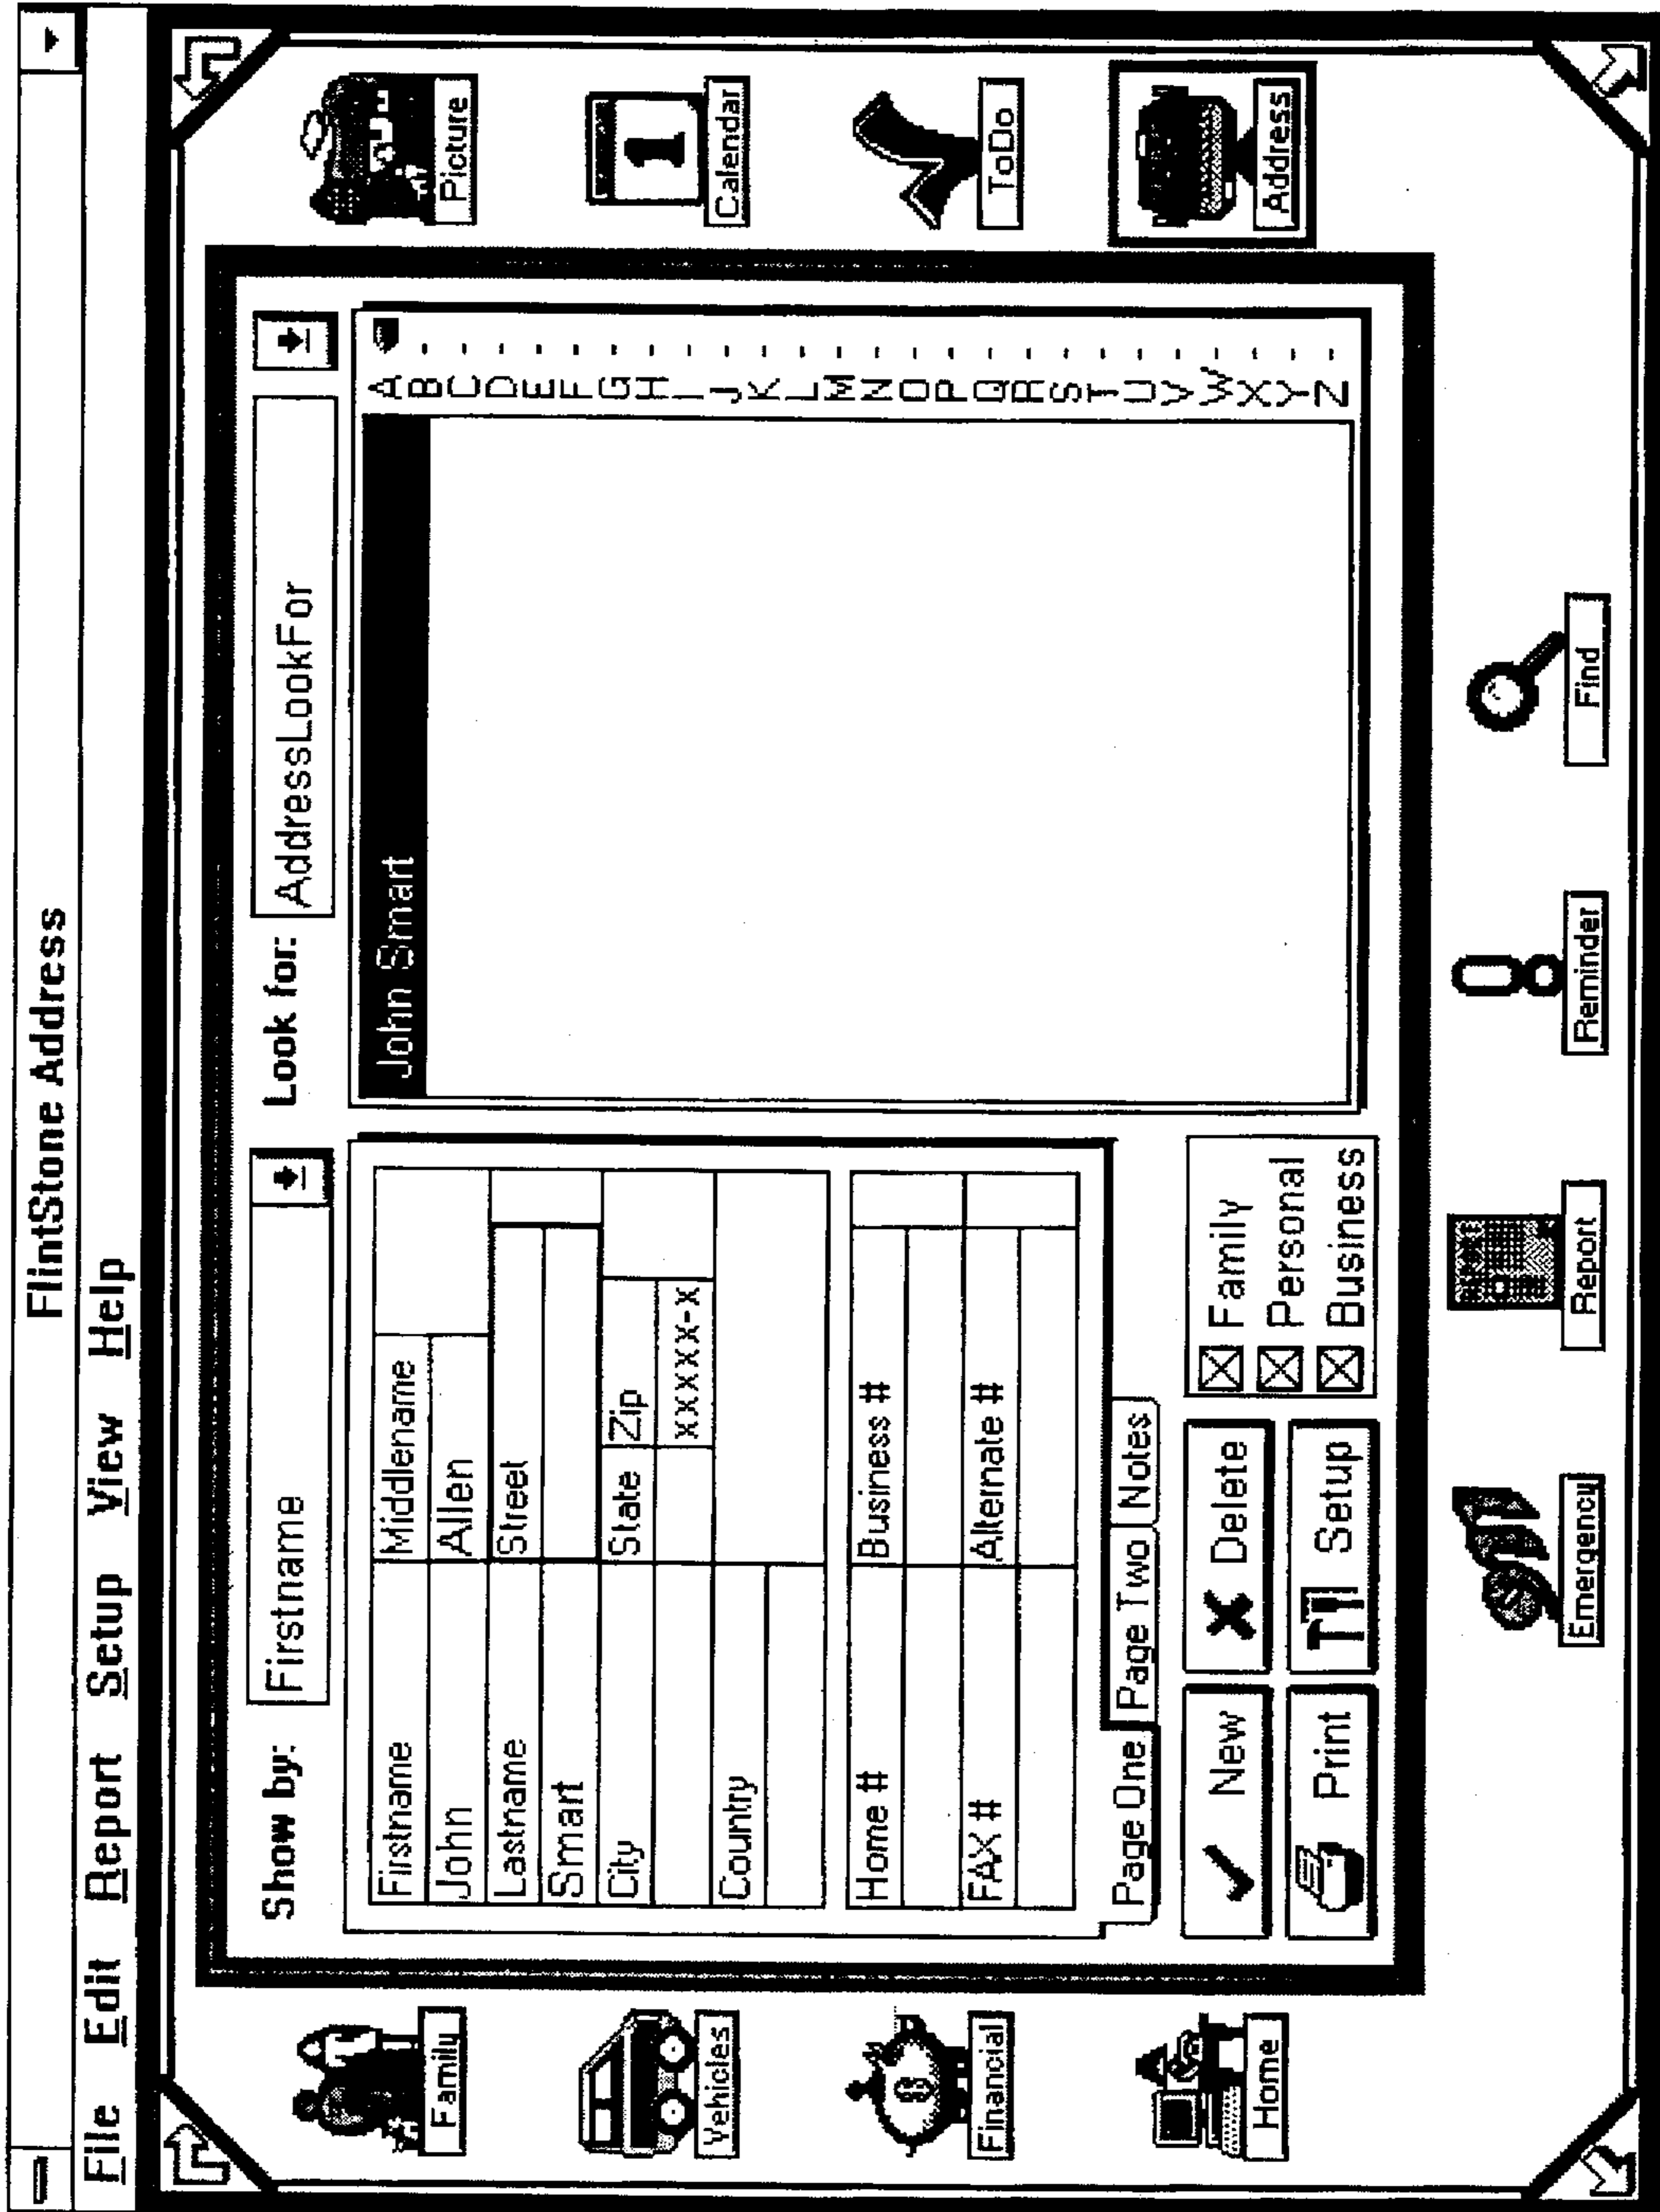 FlintStone Address
File Edit Report Setup View Help
Family
Vehicles
Financial
Home
Show by: Firstname
Look for: AddressLookFor
Firstname Middlename
John Allen
Lastname Street
Smart
City State Zip
xxxxx-x
Country
Home # Business #
FAX # Alternate #
Page One Page Two Notes
New Delete
Print Setup
Family
Personal
Business
John Smart
A
B
C
D
E
F
G
H
I
J
K
L
M
N
O
P
Q
R
S
T
U
V
W
X
Y
Z
Picture
1
Calendar
ToDo
Address
Emergency
Report
Reminder
Find